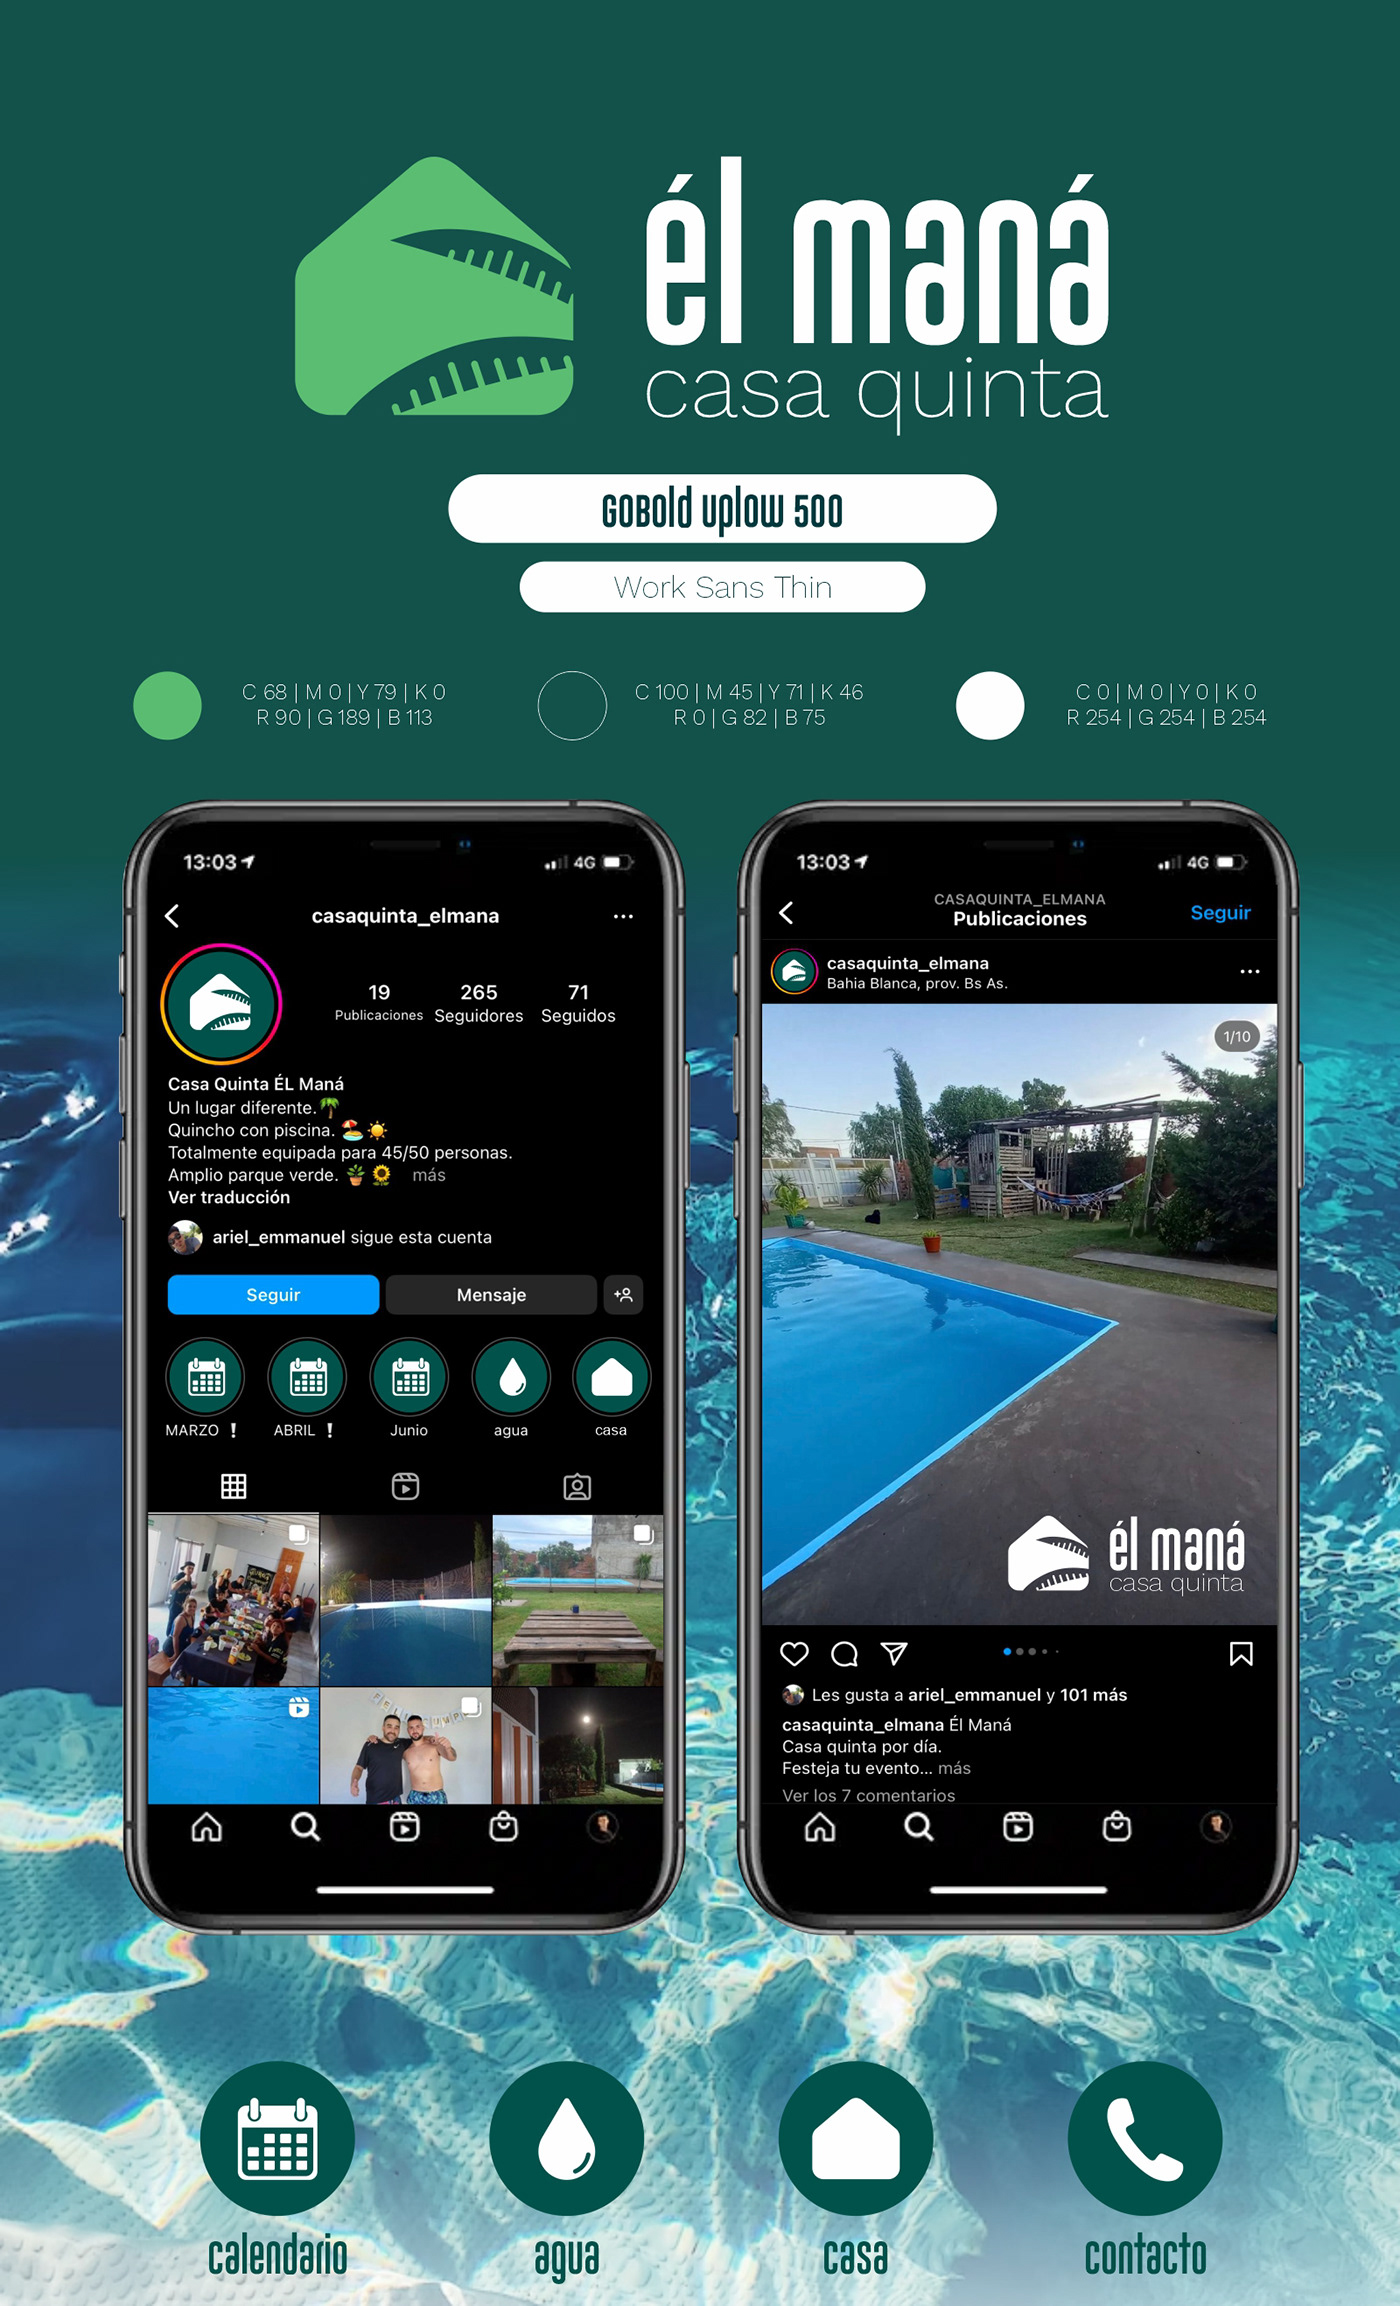 él maná
casa quinta
GOBOld Uplow 500
Work Sans Thin
C 68 | M 0 | Y 79 | K 0
R 90 | G 189 | B 113
C 100 | M 45 | Y 71 | K 46
R 0 | G 82 | B 75
C 0 | M 0 | Y 0 | K 0
R 254 | G 254 | B 254
13:03
4G
casaquinta_elmana
19
Publicaciones
265
Seguidores
71
Seguidos
Casa Quinta ÉL Maná
Un lugar diferente.🌴
Quincho con piscina. 🏖️☀️
Totalmente equipada para 45/50 personas.
Amplio parque verde. 🪴🌻 más
Ver traducción
ariel_emmanuel sigue esta cuenta
Seguir
Mensaje
MARZO ❕
ABRIL ❕
Junio
agua
casa
13:03
4G
CASAQUINTA_ELMANA
Publicaciones
Seguir
casaquinta_elmana
Bahia Blanca, prov. Bs As.
1/10
él maná
casa quinta
Les gusta a ariel_emmanuel y 101 más
casaquinta_elmana Él Maná
Casa quinta por día.
Festeja tu evento... más
Ver los 7 comentarios
calendario
agua
casa
contacto